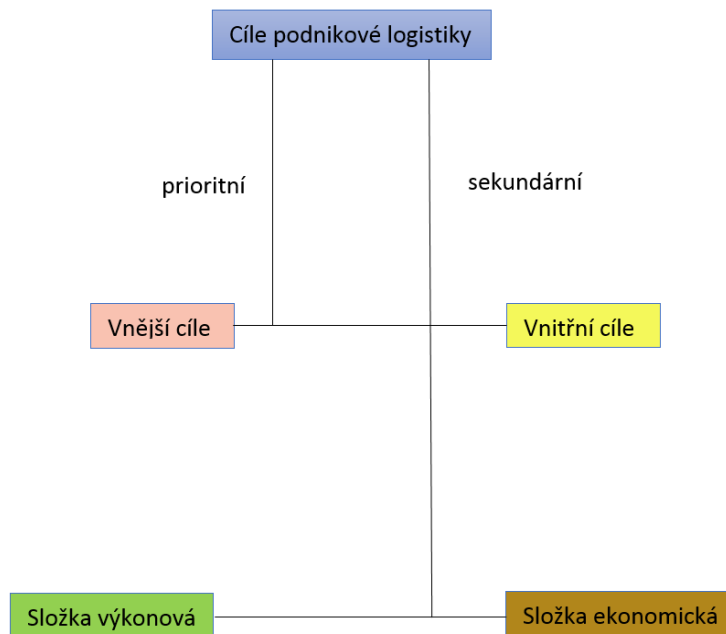 Cíle podnikové logistiky
prioritní
sekundární
Vnější cíle
Vnitřní cíle
Složka výkonová
Složka ekonomická